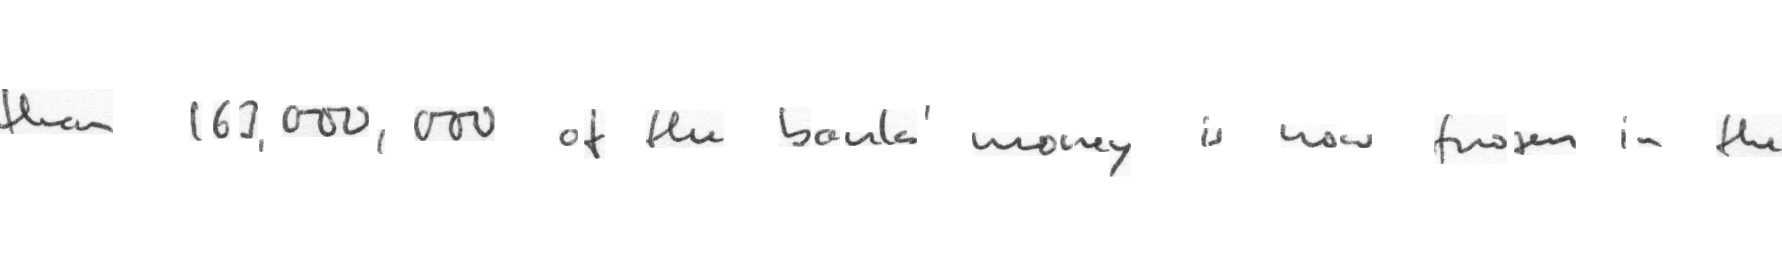 than 163,000,000 of the banks' money is now frozen in the